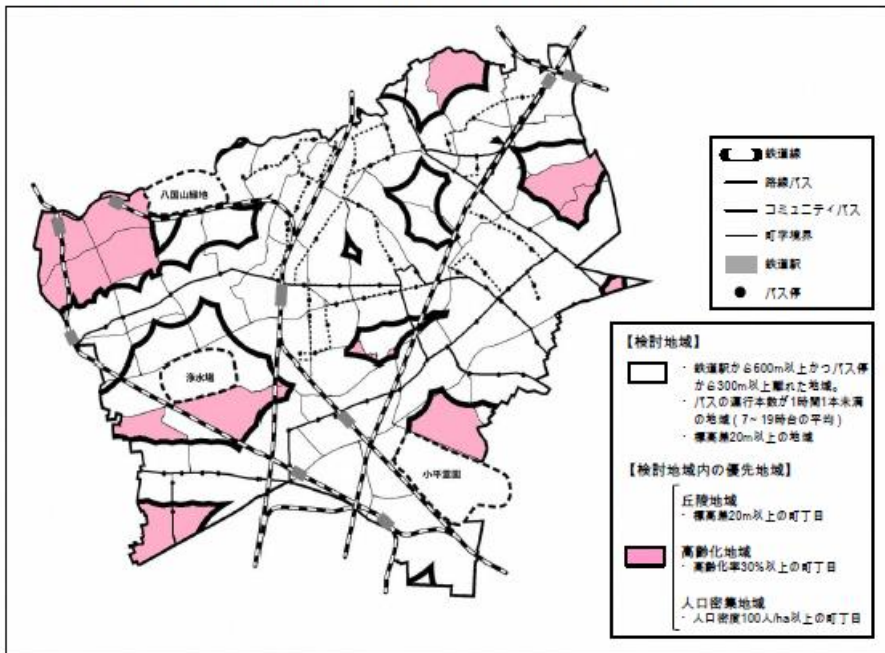 八国山緑地
浄水場
小平霊園
鉄道線
路線バス
コミュニティバス
町字境界
鉄道駅
バス停
【検討地域】
・ 鉄道駅から600m以上かつバス停
から300m以上離れた地域。
・ バスの運行本数が1時間1本未満
の地域（7～19時台の平均）
・ 標高差20m以上の地域
【検討地域内の優先地域】
丘陵地域
・ 標高差20m以上の町丁目
高齢化地域
・ 高齢化率30%以上の町丁目
人口密集地域
・ 人口密度100人/ha以上の町丁目